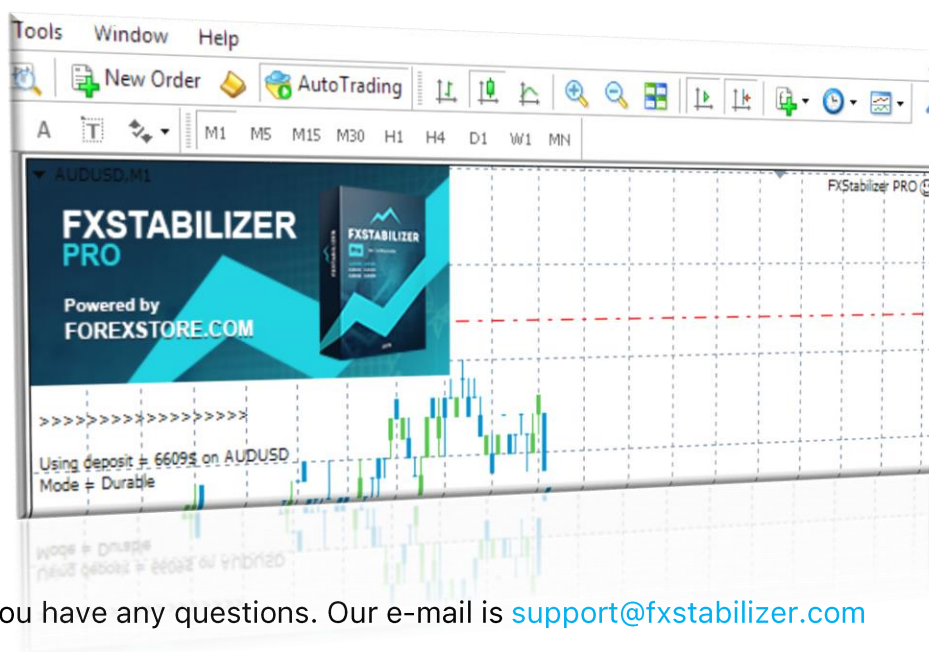 Tools Window Help
New Order AutoTrading
A T M1 M5 M15 M30 H1 H4 D1 W1 MN
AUDUSD.M1
FXStabilizer PRO
FXSTABILIZER
PRO
FXSTABILIZER
Pro
Powered by
FOREXSTORE.COM
>>>>>>>>>>>>>>>>>>>
Using deposit = 6609$ on AUDUSD
Mode = Durable
ou have any questions. Our e-mail is support@fxstabilizer.com